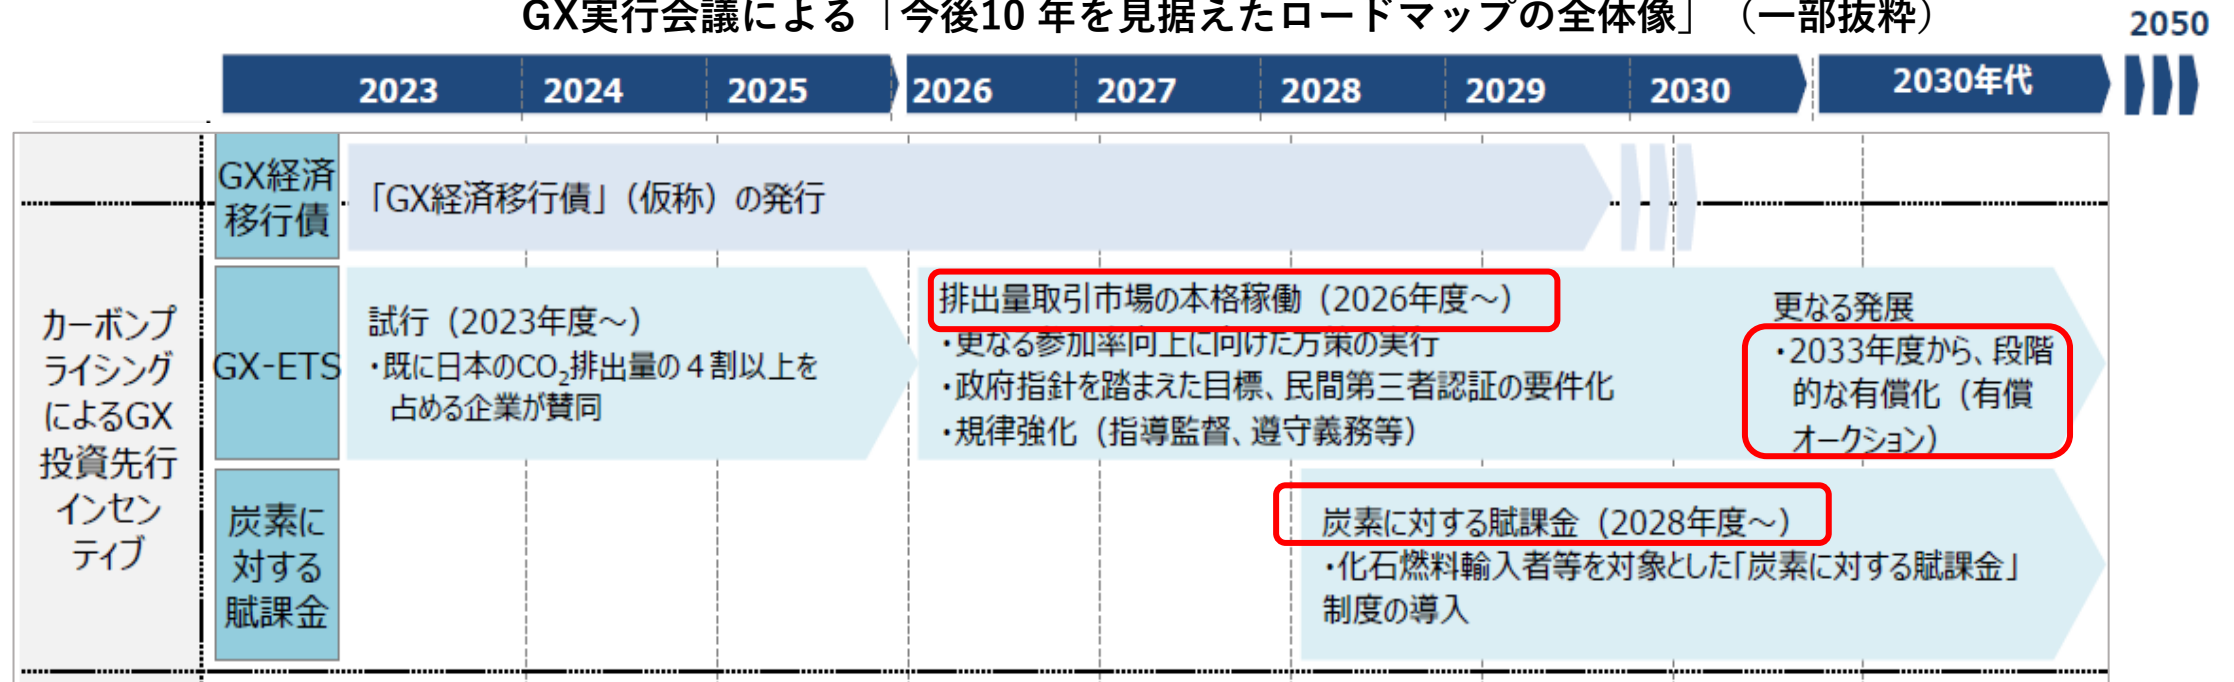 GX実行会議による「今後10 年を見据えたロードマップの全体像」（一部抜粋）
2050
2023 2024 2025 2026 2027 2028 2029 2030 2030年代
カーボンプ
ライシング
によるGX
投資先行
インセン
ティブ
GX経済
移行債
「GX経済移行債」（仮称）の発行
GX-ETS
試行（2023年度～）
・既に日本のCO₂排出量の４割以上を
占める企業が賛同
排出量取引市場の本格稼働（2026年度～）
・更なる参加率向上に向けた方策の実行
・政府指針を踏まえた目標、民間第三者認証の要件化
・規律強化（指導監督、遵守義務等）
更なる発展
・2033年度から、段階
的な有償化（有償
オークション）
炭素に
対する
賦課金
炭素に対する賦課金（2028年度～）
・化石燃料輸入者等を対象とした「炭素に対する賦課金」
制度の導入